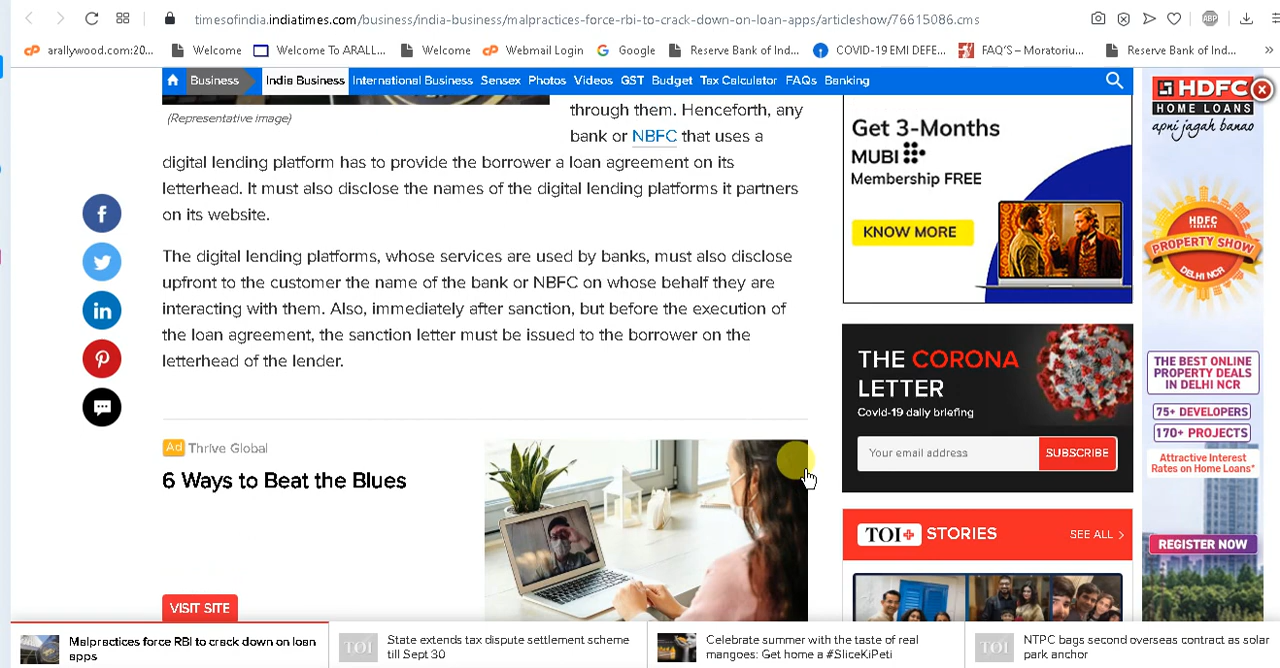 timesofindia.indiatimes.com/business/india-business/malpractices-force-rbi-to-crack-down-on-loan-apps/articleshow/76615086.cms
ABP
arallywood.com:20... Welcome Welcome To ARALL... Welcome Webmail Login Google Reserve Bank of Ind... COVID-19 EMI DEFE... FAQ'S – Moratoriu... Reserve Bank of Ind... »
Business India Business International Business Sensex Photos Videos GST Budget Tax Calculator FAQs Banking
(Representative image)
through them. Henceforth, any
bank or NBFC that uses a
digital lending platform has to provide the borrower a loan agreement on its
letterhead. It must also disclose the names of the digital lending platforms it partners
on its website.
The digital lending platforms, whose services are used by banks, must also disclose
upfront to the customer the name of the bank or NBFC on whose behalf they are
interacting with them. Also, immediately after sanction, but before the execution of
the loan agreement, the sanction letter must be issued to the borrower on the
letterhead of the lender.
Ad Thrive Global
6 Ways to Beat the Blues
VISIT SITE
Get 3-Months
MUBI
Membership FREE
KNOW MORE
THE CORONA
LETTER
Covid-19 daily briefing
Your email address
SUBSCRIBE
TOI+ STORIES
SEE ALL >
HDFC
HOME LOANS
apni jagah banao
HDFC
PRESENTS
PROPERTY SHOW
DELHI NCR
THE BEST ONLINE
PROPERTY DEALS
IN DELHI NCR
75+ DEVELOPERS
170+ PROJECTS
Attractive Interest
Rates on Home Loans*
REGISTER NOW
Malpractices force RBI to crack down on loan
apps
TOI
State extends tax dispute settlement scheme
till Sept 30
Celebrate summer with the taste of real
mangoes: Get home a #SliceKiPeti
TOI
NTPC bags second overseas contract as solar
park anchor